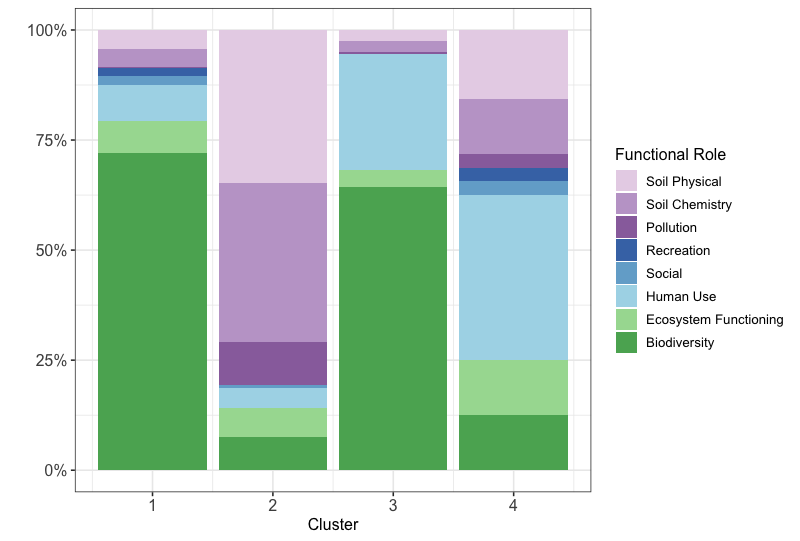 100%
75%
50%
25%
0%
1 2 3 4
Cluster
Functional Role
Soil Physical
Soil Chemistry
Pollution
Recreation
Social
Human Use
Ecosystem Functioning
Biodiversity